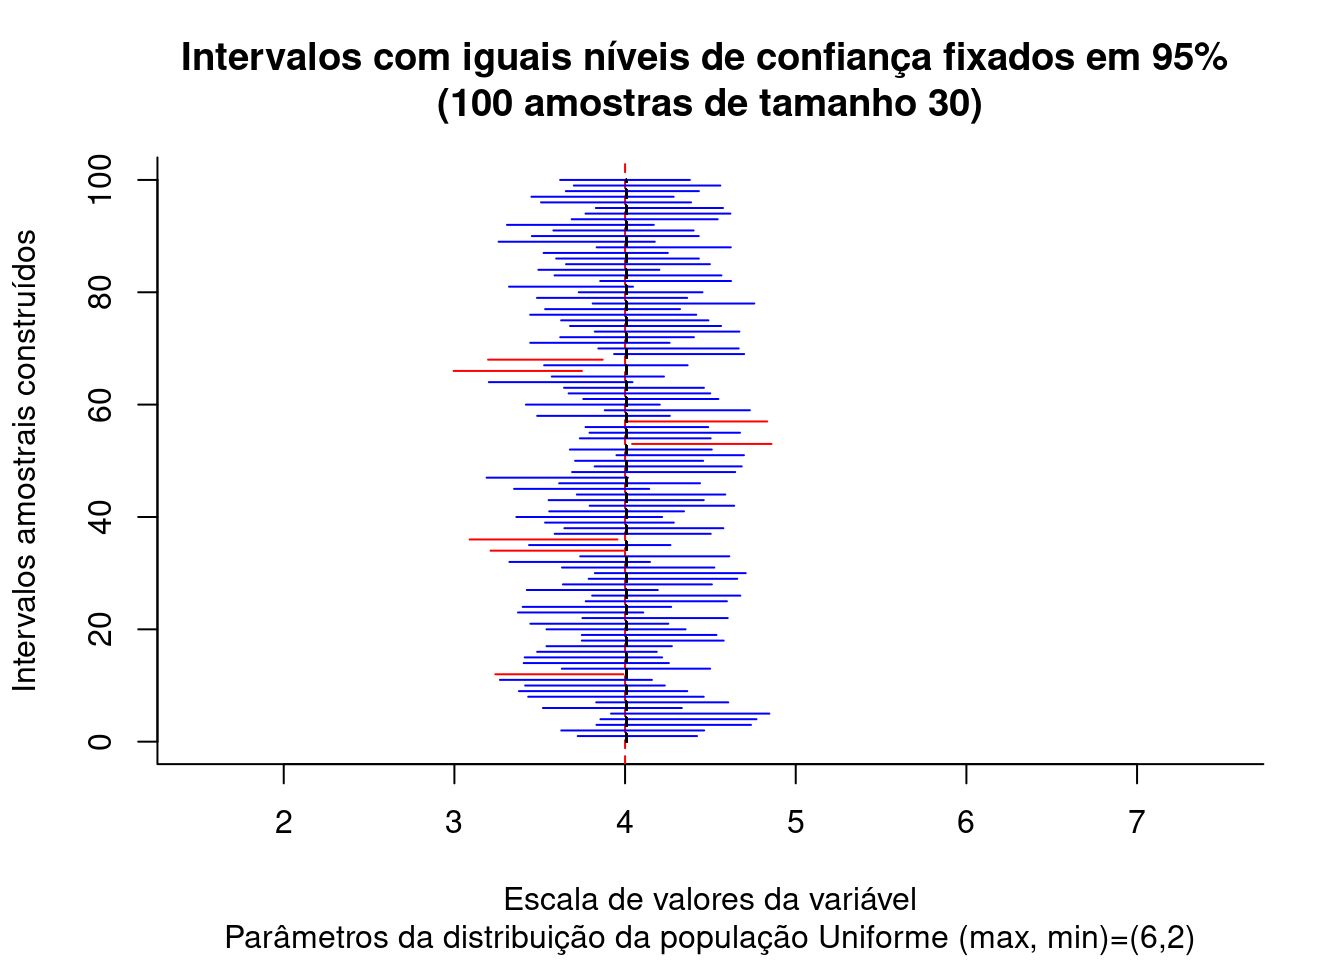 Intervalos com iguais níveis de confiança fixados em 95%
(100 amostras de tamanho 30)
Intervalos amostrais construídos
100
80
60
40
20
0
2 3 4 5 6 7
Escala de valores da variável
Parâmetros da distribuição da população Uniforme (max, min)=(6,2)